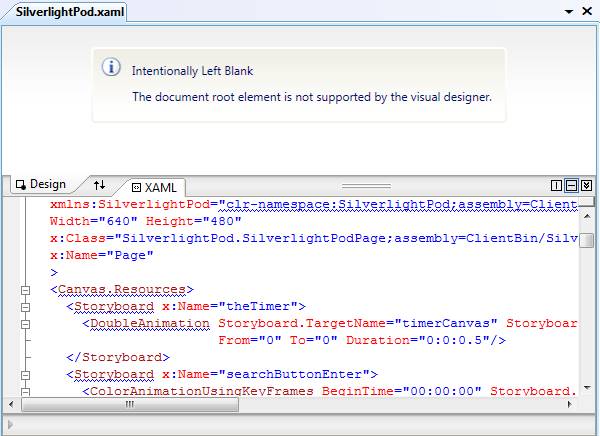 SilverlightPod.xaml
Intentionally Left Blank
The document root element is not supported by the visual designer.
Design
XAML
xmlns:SilverlightPod="clr-namespace:SilverlightPod;assembly=Client
Width="640" Height="480"
x:Class="SilverlightPod.SilverlightPodPage;assembly=ClientBin/Silv
x:Name="Page"
>
<Canvas.Resources>
<Storyboard x:Name="theTimer">
<DoubleAnimation Storyboard.TargetName="timerCanvas" Storyboar
From="0" To="0" Duration="0:0:0.5"/>
</Storyboard>
<Storyboard x:Name="searchButtonEnter">
<ColorAnimationUsingKeyFrames BeginTime="00:00:00" Storyboard.